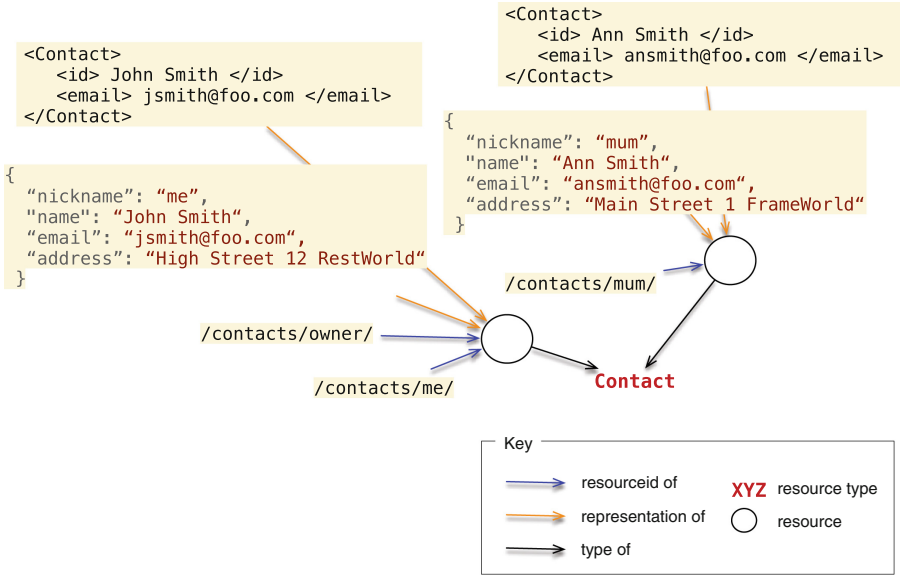 <Contact>
   <id> John Smith </id>
   <email> jsmith@foo.com </email>
</Contact>
<Contact>
   <id> Ann Smith </id>
   <email> ansmith@foo.com </email>
</Contact>
{
  “nickname”: “me”,
  “name": “John Smith“,
  “email”: “jsmith@foo.com“,
  “address”: “High Street 12 RestWorld“
 }
{
  “nickname”: “mum”,
  "name": “Ann Smith“,
  “email”: “ansmith@foo.com“,
  “address”: “Main Street 1 FrameWorld“
 }
/contacts/mum/
/contacts/owner/
/contacts/me/
Contact
Key
resourceid of
representation of
type of
XYZ resource type
resource